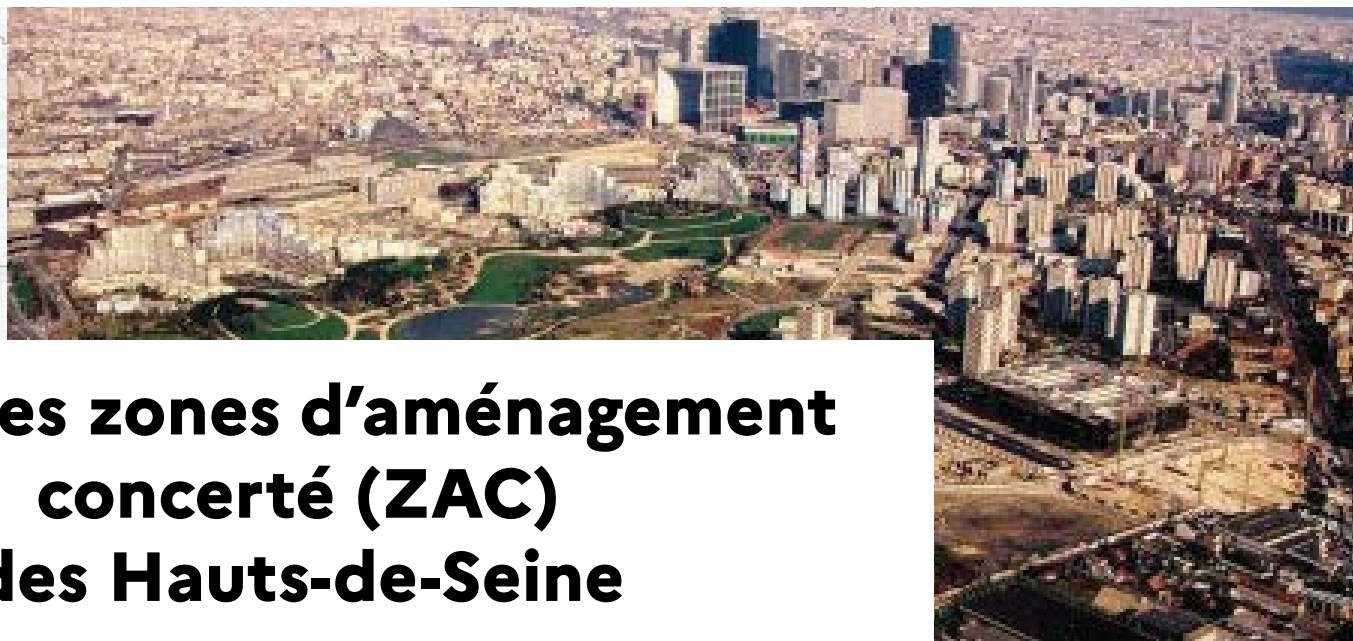 es zones d’aménagement
concerté (ZAC)
des Hauts-de-Seine